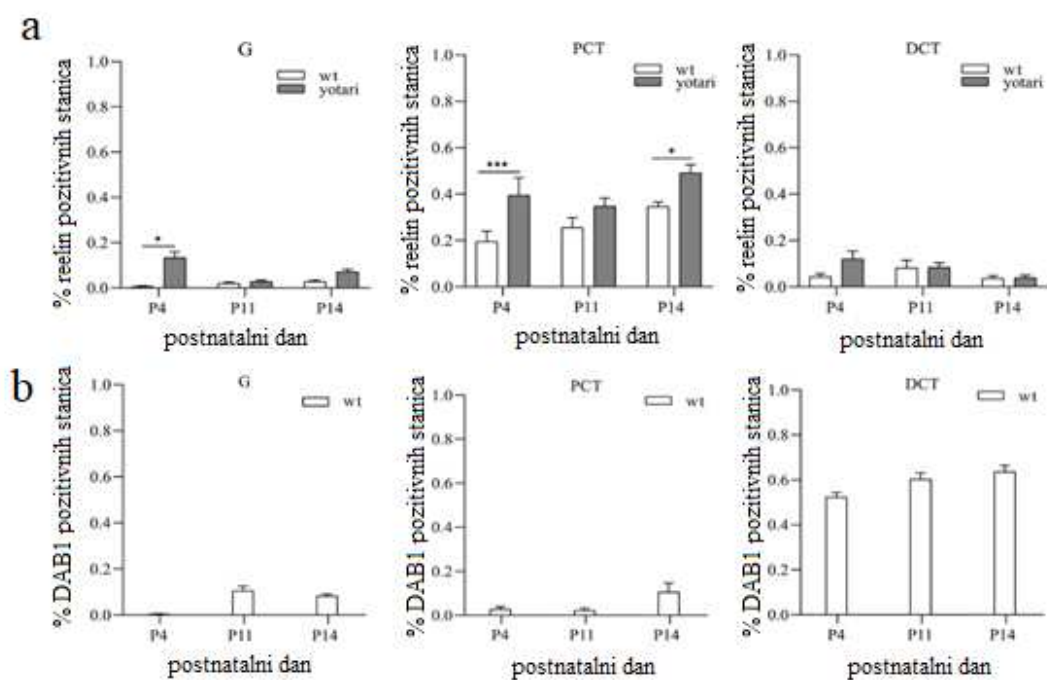 a
G
wt
yotari
% reelin pozitivnih stanica
1.0
0.8
0.6
0.4
0.2
0.0
*
P4
P11
P14
postnatalni dan
PCT
wt
yotari
% reelin pozitivnih stanica
1.0
0.8
0.6
0.4
0.2
0.0
***
*
P4
P11
P14
postnatalni dan
DCT
wt
yotari
% reelin pozitivnih stanica
1.0
0.8
0.6
0.4
0.2
0.0
P4
P11
P14
postnatalni dan
b
G
wt
% DAB1 pozitivnih stanica
1.0
0.8
0.6
0.4
0.2
0.0
P4
P11
P14
postnatalni dan
PCT
wt
% DAB1 pozitivnih stanica
1.0
0.8
0.6
0.4
0.2
0.0
P4
P11
P14
postnatalni dan
DCT
wt
% DAB1 pozitivnih stanica
1.0
0.8
0.6
0.4
0.2
0.0
P4
P11
P14
postnatalni dan